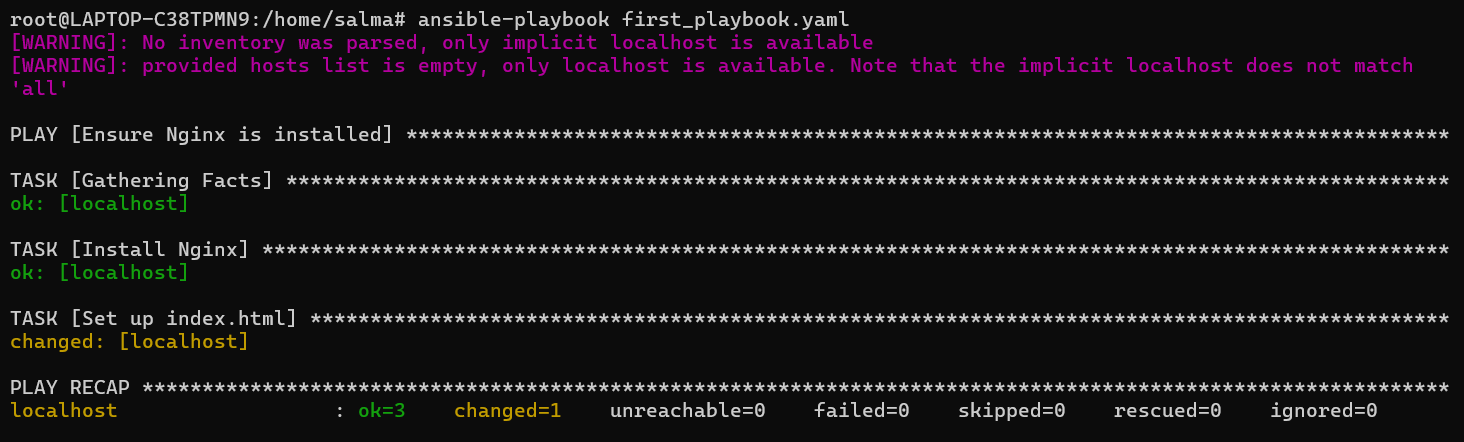 root@LAPTOP-C38TPMN9:/home/salma# ansible-playbook first_playbook.yaml
[WARNING]: No inventory was parsed, only implicit localhost is available
[WARNING]: provided hosts list is empty, only localhost is available. Note that the implicit localhost does not match
'all'
PLAY [Ensure Nginx is installed] ***************************************************************************************
TASK [Gathering Facts] *************************************************************************************************
ok: [localhost]
TASK [Install Nginx] ***************************************************************************************************
ok: [localhost]
TASK [Set up index.html] ***********************************************************************************************
changed: [localhost]
PLAY RECAP *************************************************************************************************************
localhost                  : ok=3    changed=1    unreachable=0    failed=0    skipped=0    rescued=0    ignored=0